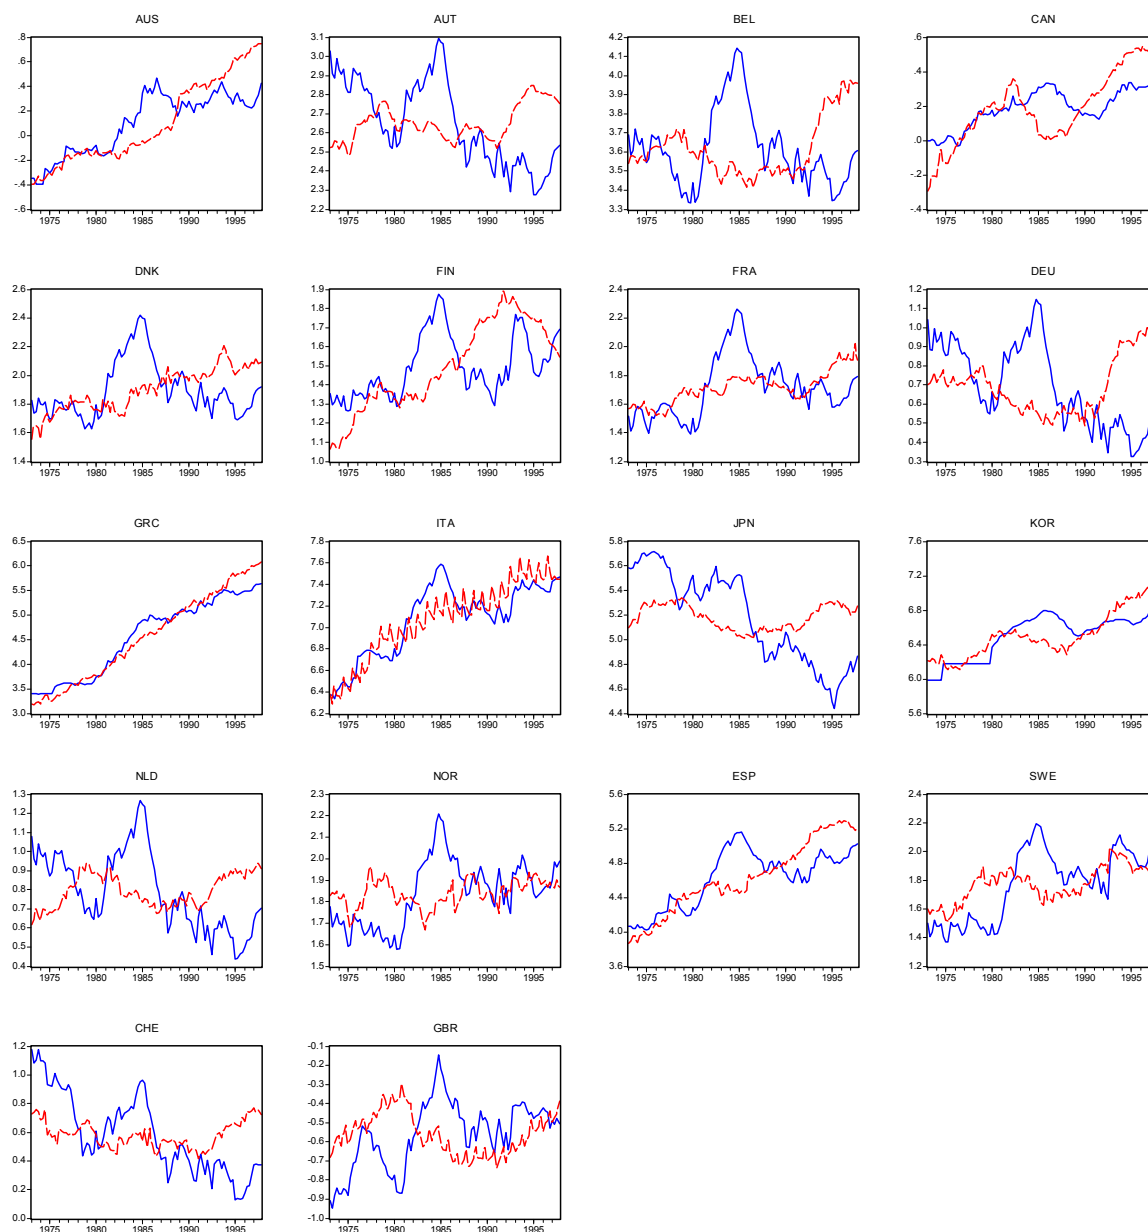 AUS AUT BEL CAN
.8 3.1 4.2 .6
.6 3.0 4.1 .4
.4 2.9 4.0 .2
.2 2.8 3.9 .0
.0 2.7 3.8 -.2
-.2 2.6 3.7 -.4
-.4 2.5 3.6
-.6 2.4 3.5
2.3 3.4
2.2 3.3
1975 1980 1985 1990 1995 1975 1980 1985 1990 1995 1975 1980 1985 1990 1995 1975 1980 1985 1990 1995
DNK FIN FRA DEU
2.6 1.9 2.4 1.2
2.4 1.8 2.2 1.1
2.2 1.7 2.0 1.0
2.0 1.6 1.8 0.9
1.8 1.5 1.6 0.8
1.6 1.4 1.4 0.7
1.4 1.3 1.2 0.6
1.2 0.5
1.1 0.4
1.0 0.3
1975 1980 1985 1990 1995 1975 1980 1985 1990 1995 1975 1980 1985 1990 1995 1975 1980 1985 1990 1995
GRC ITA JPN KOR
6.5 7.8 5.8 7.6
6.0 7.6 5.6 7.2
5.5 7.4 5.4 6.8
5.0 7.2 5.2 6.4
4.5 7.0 5.0 6.0
4.0 6.8 4.8 5.6
3.5 6.6 4.6
3.0 6.4 4.4
6.2
1975 1980 1985 1990 1995 1975 1980 1985 1990 1995 1975 1980 1985 1990 1995 1975 1980 1985 1990 1995
NLD NOR ESP SWE
1.3 2.3 5.6 2.4
1.2 2.2 5.2 2.2
1.1 2.1 4.8 2.0
1.0 2.0 4.4 1.8
0.9 1.9 4.0 1.6
0.8 1.8 3.6 1.4
0.7 1.7 1.2
0.6 1.6
0.5 1.5
0.4
1975 1980 1985 1990 1995 1975 1980 1985 1990 1995 1975 1980 1985 1990 1995 1975 1980 1985 1990 1995
CHE GBR
1.2 -0.1
1.0 -0.2
0.8 -0.3
0.6 -0.4
0.4 -0.5
0.2 -0.6
0.0 -0.7
-0.8
-0.9
-1.0
1975 1980 1985 1990 1995 1975 1980 1985 1990 1995